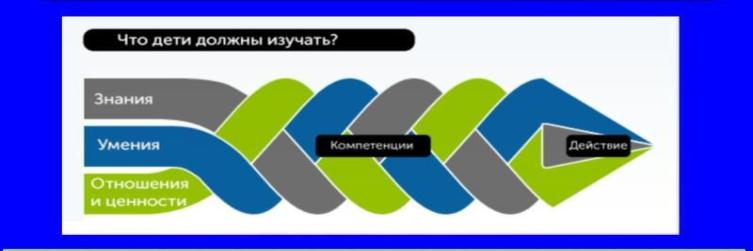 Что дети должны изучать?
Знания
Умения
Компетенции
Действие
Отношения
и ценности